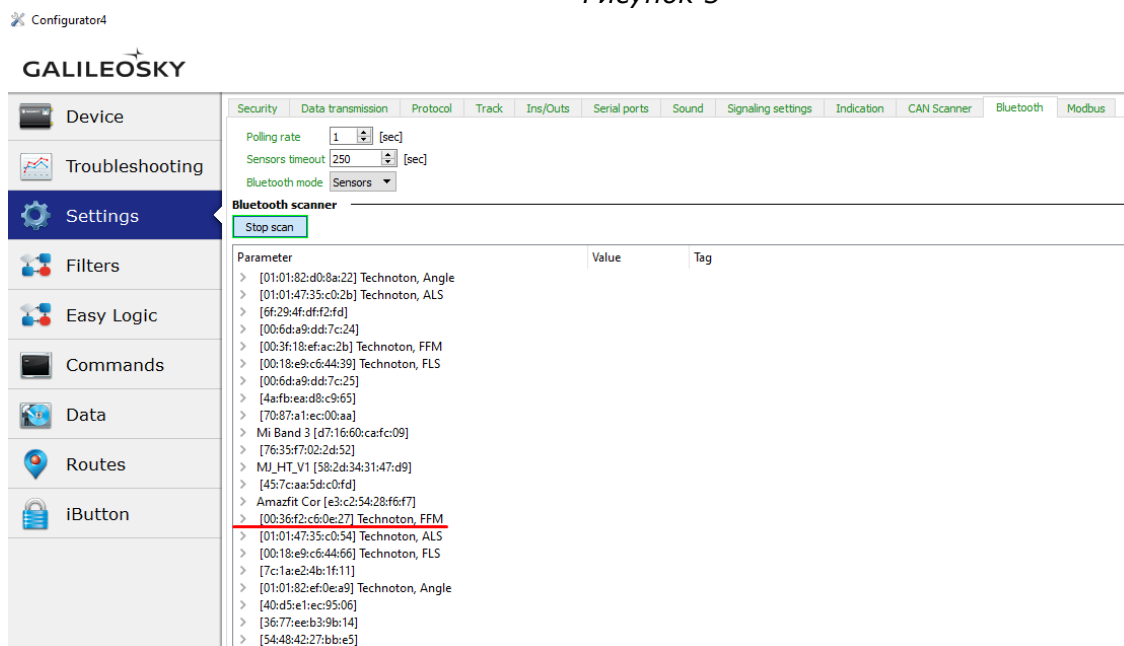 Configurator4
GALILEOSKY
Device
Troubleshooting
Settings
Filters
Easy Logic
Commands
Data
Routes
iButton
Security Data transmission Protocol Track Ins/Outs Serial ports Sound Signaling settings Indication CAN Scanner Bluetooth Modbus
Polling rate 1 [sec]
Sensors timeout 250 [sec]
Bluetooth mode Sensors
Bluetooth scanner
Stop scan
Parameter Value Tag
[01:01:82:d0:8a:22] Technoton, Angle
[01:01:47:35:c0:2b] Technoton, ALS
[6f:29:4f:df:f2:fd]
[00:6d:a9:dd:7c:24]
[00:3f:18:ef:ac:2b] Technoton, FFM
[00:18:e9:c6:44:39] Technoton, FLS
[00:6d:a9:dd:7c:25]
[4a:fb:ea:d8:c9:65]
[70:87:a1:ec:00:aa]
Mi Band 3 [d7:16:60:ca:fc:09]
[76:35:f7:02:2d:52]
MJ_HT_V1 [58:2d:34:31:47:d9]
[45:7c:aa:5d:c0:fd]
Amazfit Cor [e3:c2:54:28:f6:f7]
[00:36:f2:c6:0e:27] Technoton, FFM
[01:01:47:35:c0:54] Technoton, ALS
[00:18:e9:c6:44:66] Technoton, FLS
[7c:1a:e2:4b:1f:11]
[01:01:82:ef:0e:a9] Technoton, Angle
[40:d5:e1:ec:95:06]
[36:77:ee:b3:9b:14]
[54:48:42:27:bb:e5]